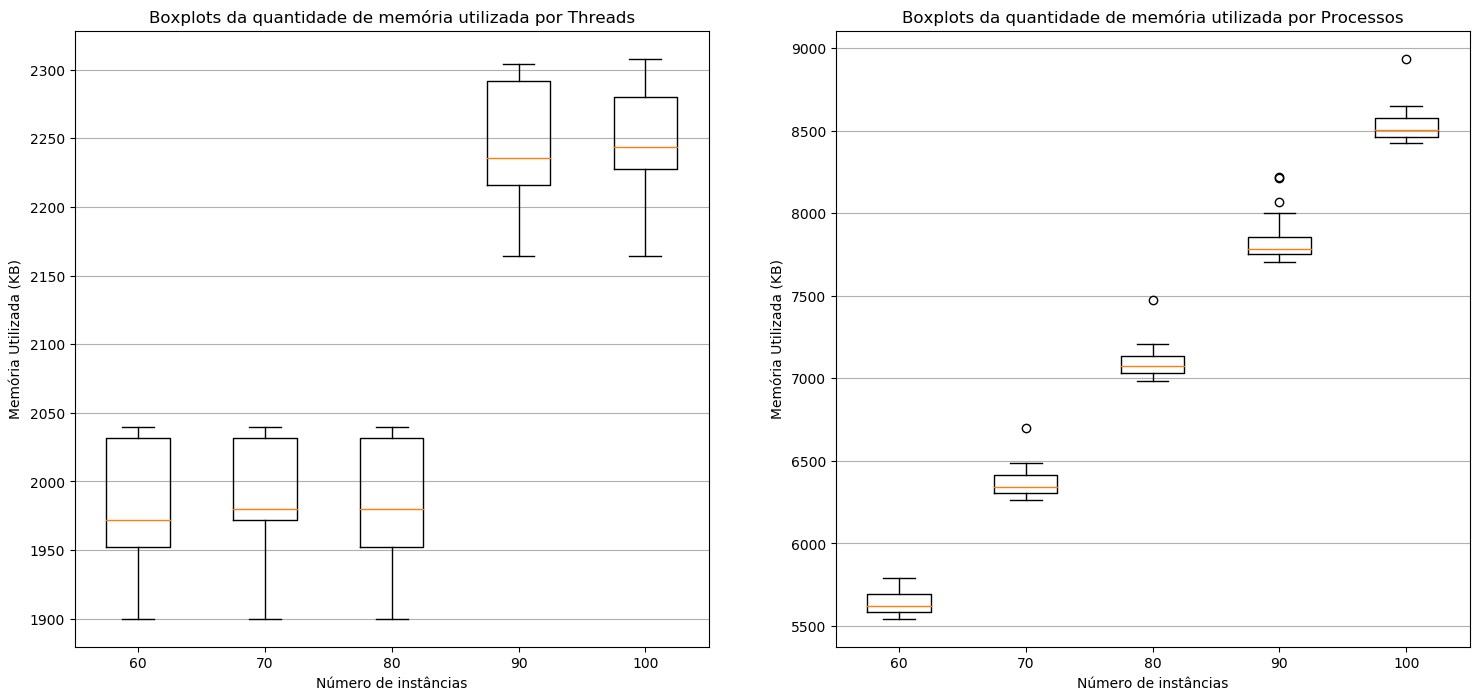 Boxplots da quantidade de memória utilizada por Threads
Memória Utilizada (KB)
2300
2250
2200
2150
2100
2050
2000
1950
1900
60 70 80 90 100
Número de instâncias
Boxplots da quantidade de memória utilizada por Processos
Memória Utilizada (KB)
9000
8500
8000
7500
7000
6500
6000
5500
60 70 80 90 100
Número de instâncias